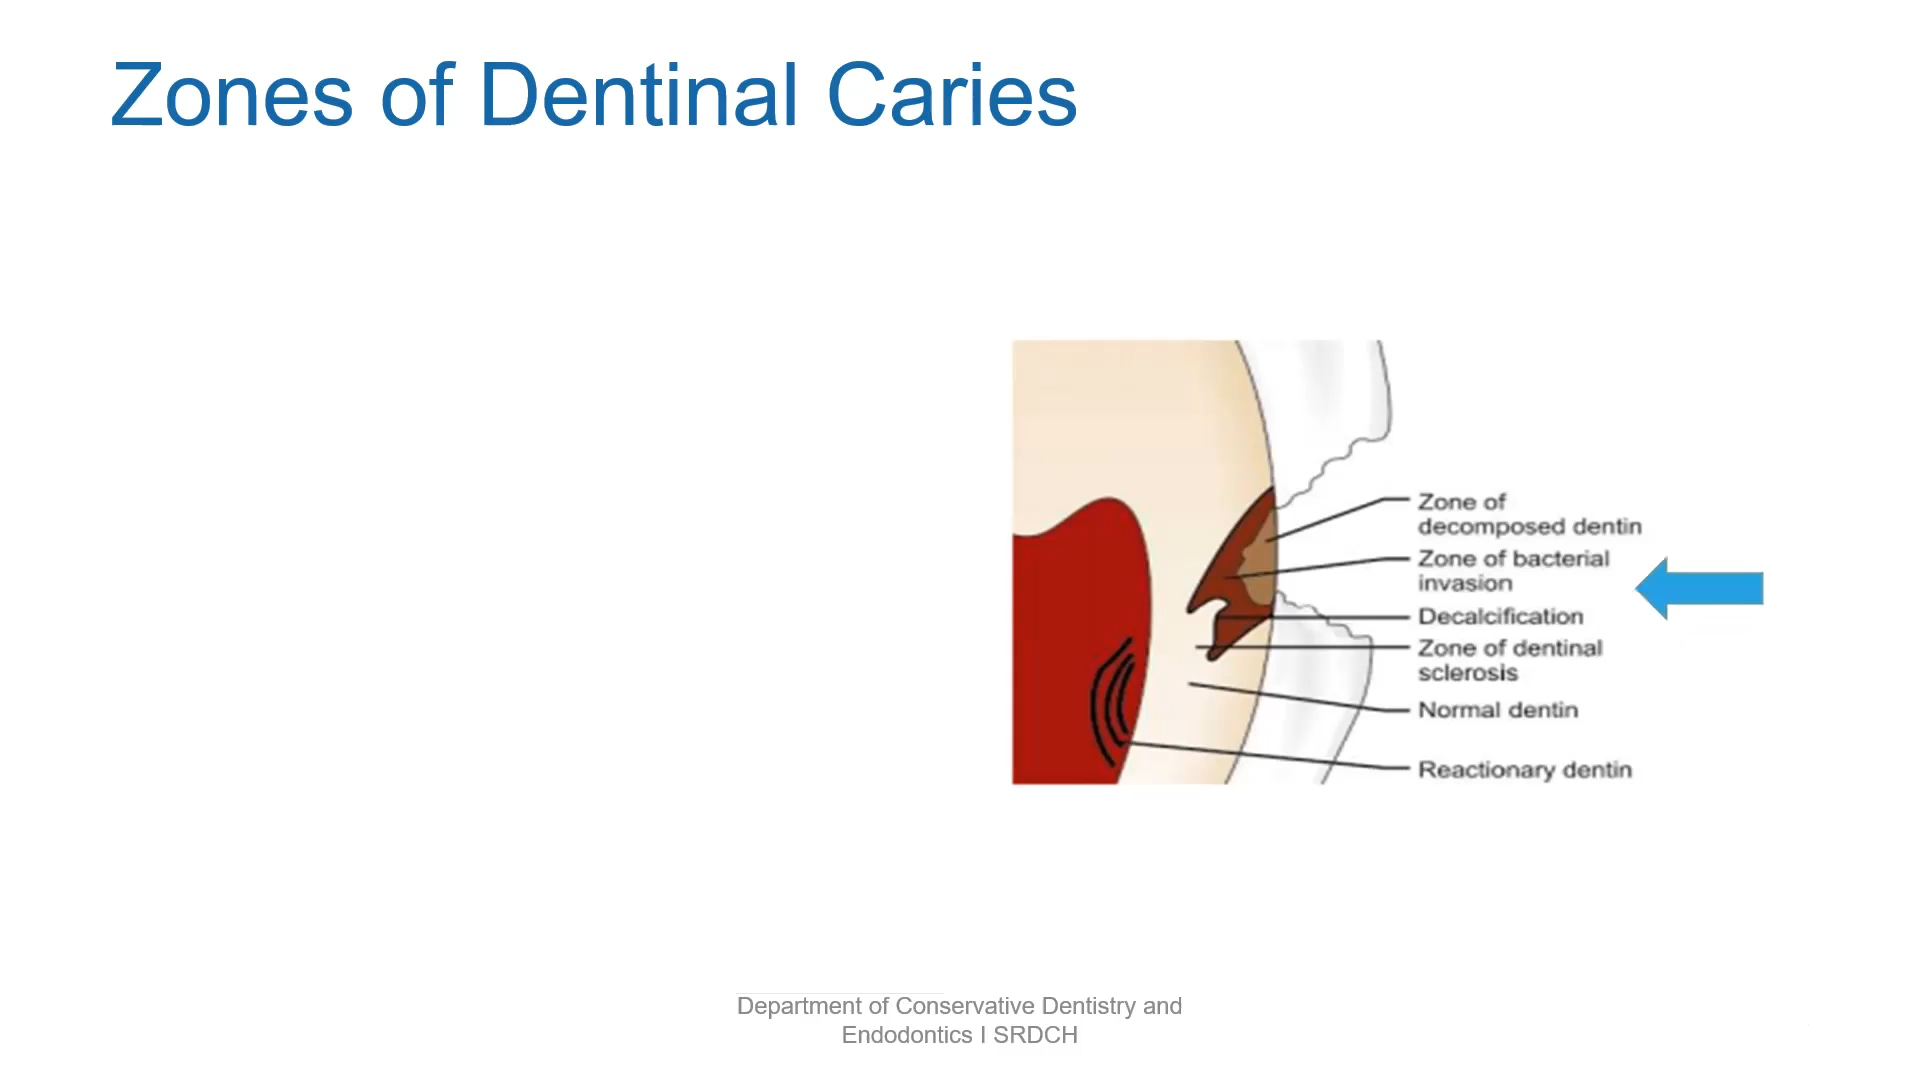 Zones of Dentinal Caries
Zone of
decomposed dentin
Zone of bacterial
invasion
Decalcification
Zone of dentinal
sclerosis
Normal dentin
Reactionary dentin
Department of Conservative Dentistry and
Endodontics I SRDCH